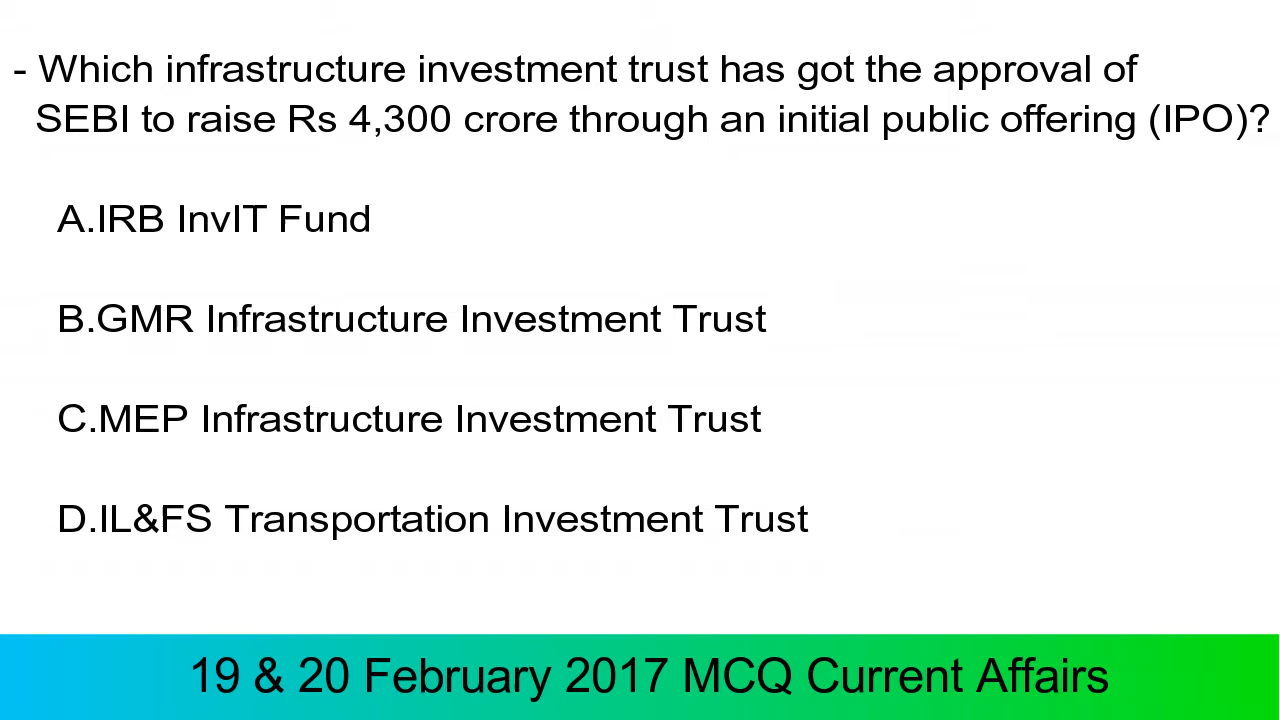 - Which infrastructure investment trust has got the approval of
SEBI to raise Rs 4,300 crore through an initial public offering (IPO)?
A.IRB InvIT Fund
B.GMR Infrastructure Investment Trust
C.MEP Infrastructure Investment Trust
D.IL&FS Transportation Investment Trust
19 & 20 February 2017 MCQ Current Affairs